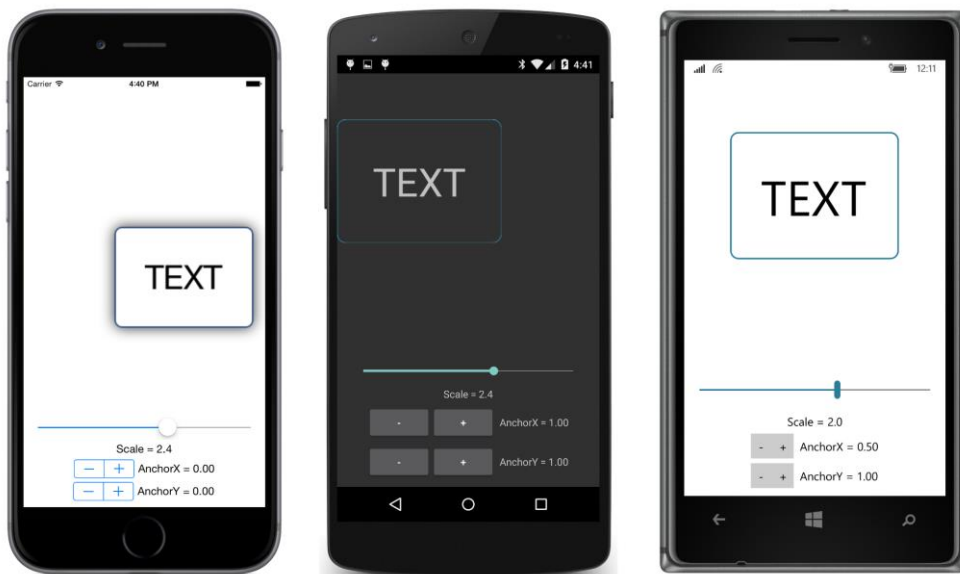 Carrier
4:40 PM
TEXT
Scale = 2.4
− + AnchorX = 0.00
− + AnchorY = 0.00
4:41
TEXT
Scale = 2.4
- + AnchorX = 1.00
- + AnchorY = 1.00
12:11
TEXT
Scale = 2.0
- + AnchorX = 0.50
- + AnchorY = 1.00